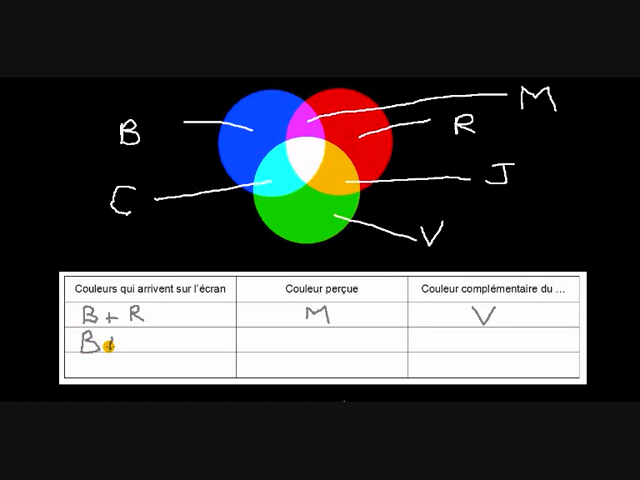 M
B
R
C
J
V
Couleurs qui arrivent sur l'écran
Couleur perçue
Couleur complémentaire du ...
B + R
M
V
B +